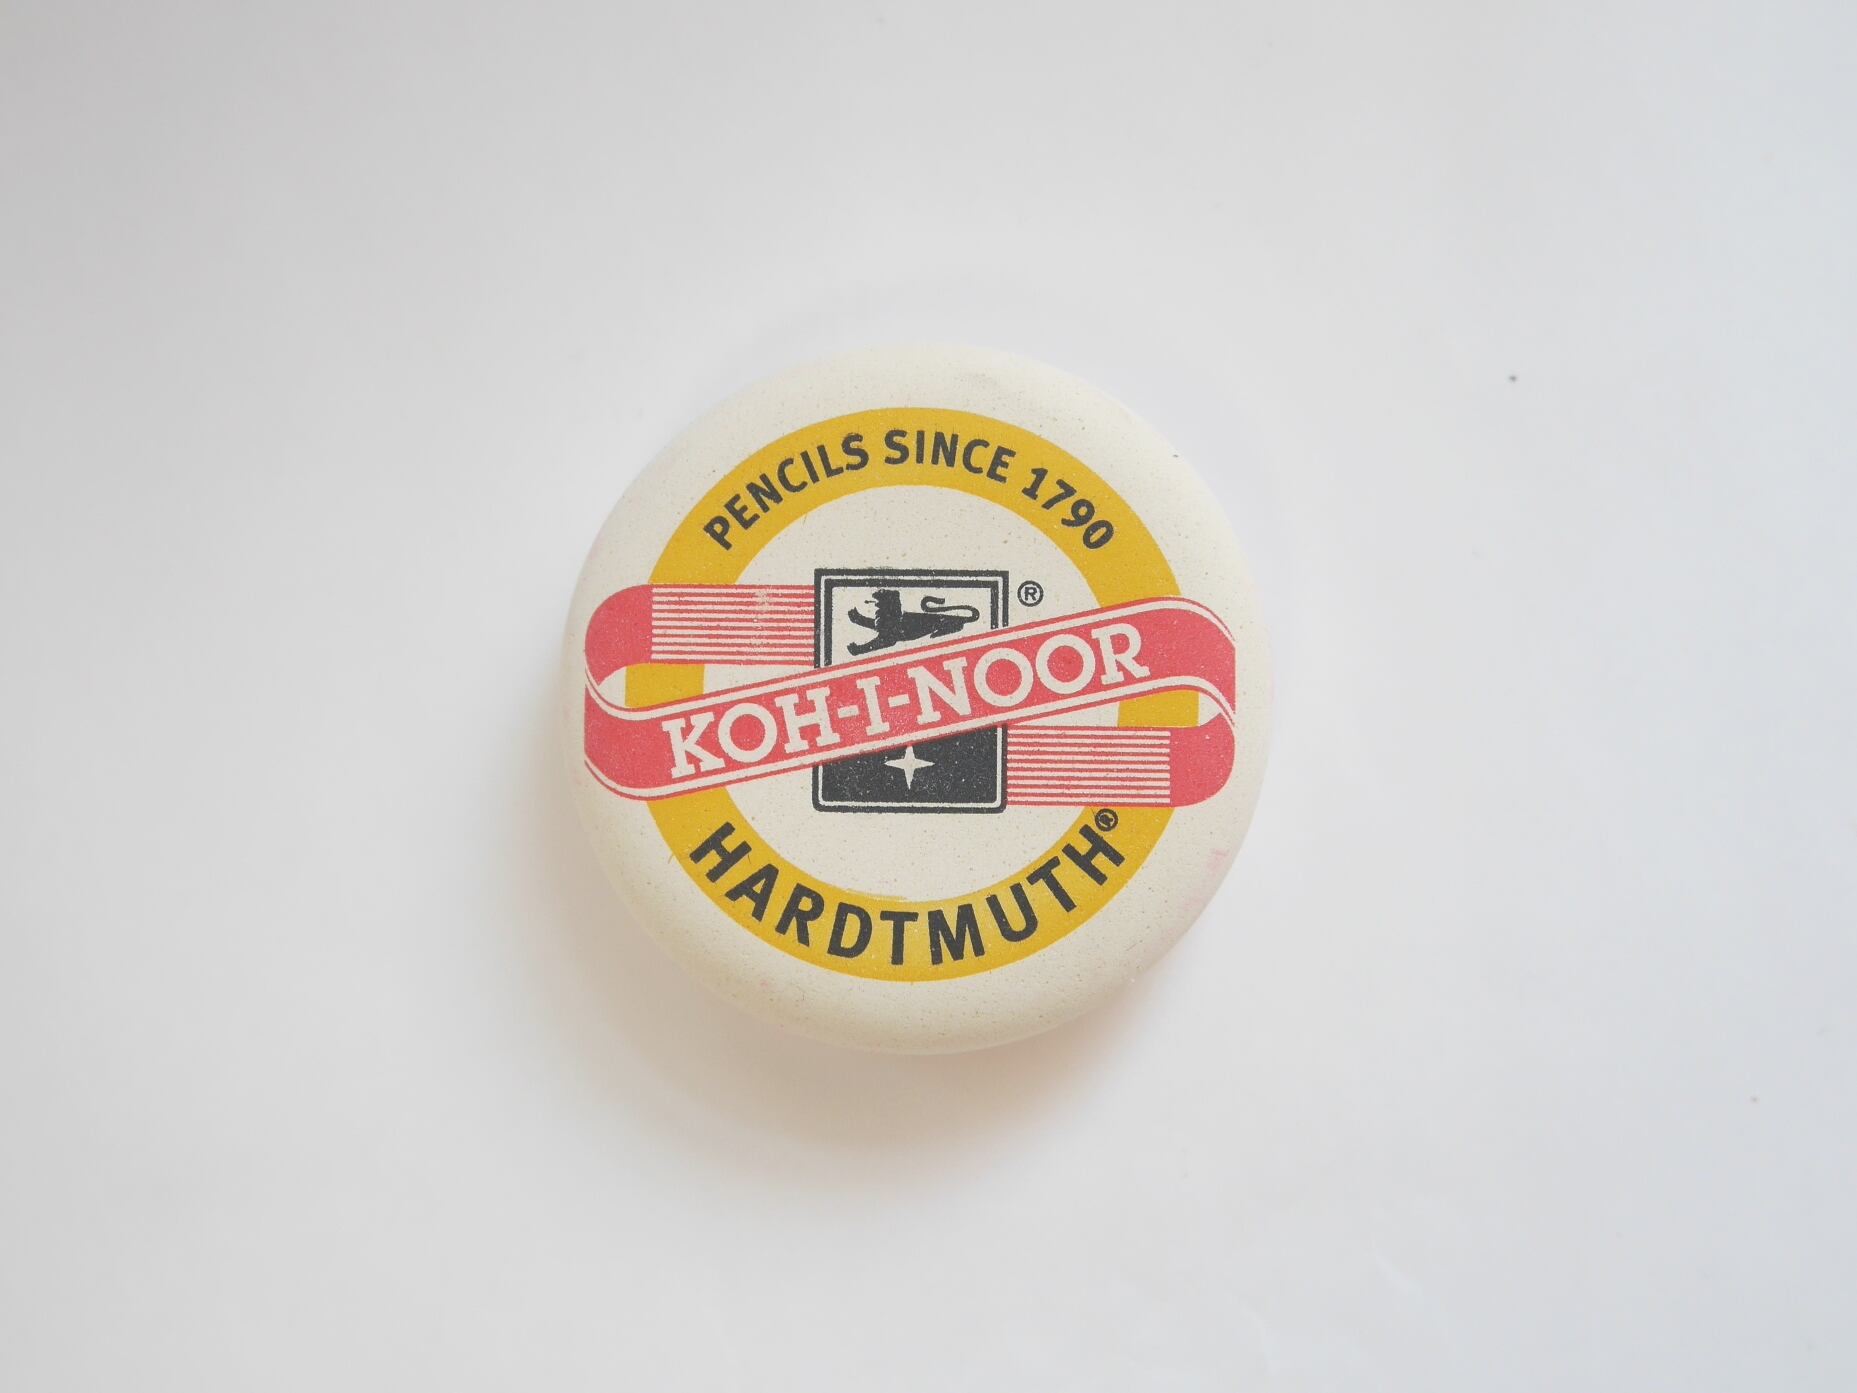 PENCILS SINCE 1790
®
KOH-I-NOOR
HARDTMUTH®